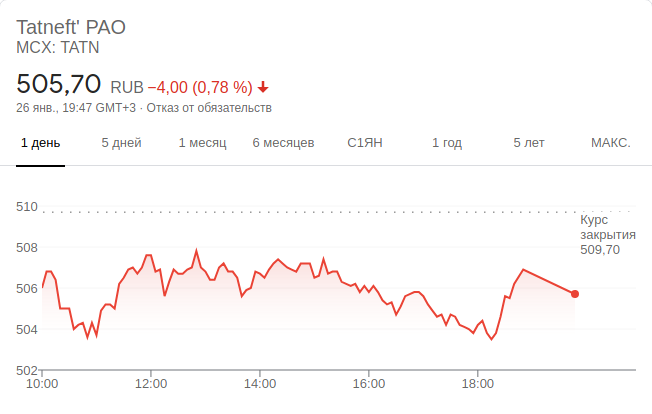 Tatneft' PAO
MCX: TATN
505,70 RUB −4,00 (0,78 %)
26 янв., 19:47 GMT+3 · Отказ от обязательств
1 день 5 дней 1 месяц 6 месяцев С1ЯН 1 год 5 лет МАКС.
510
Курс
закрытия
509,70
508
506
504
502
10:00 12:00 14:00 16:00 18:00